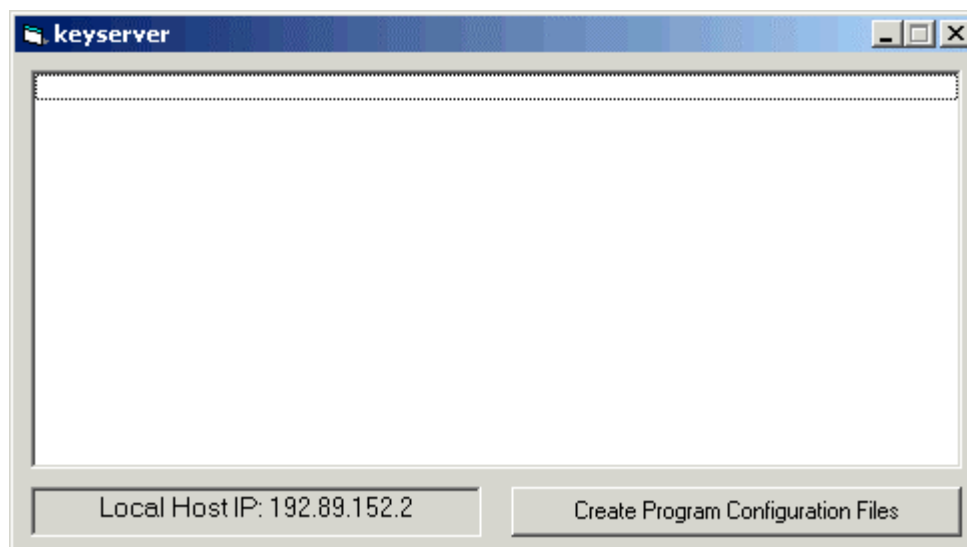 keyserver
Local Host IP: 192.89.152.2
Create Program Configuration Files